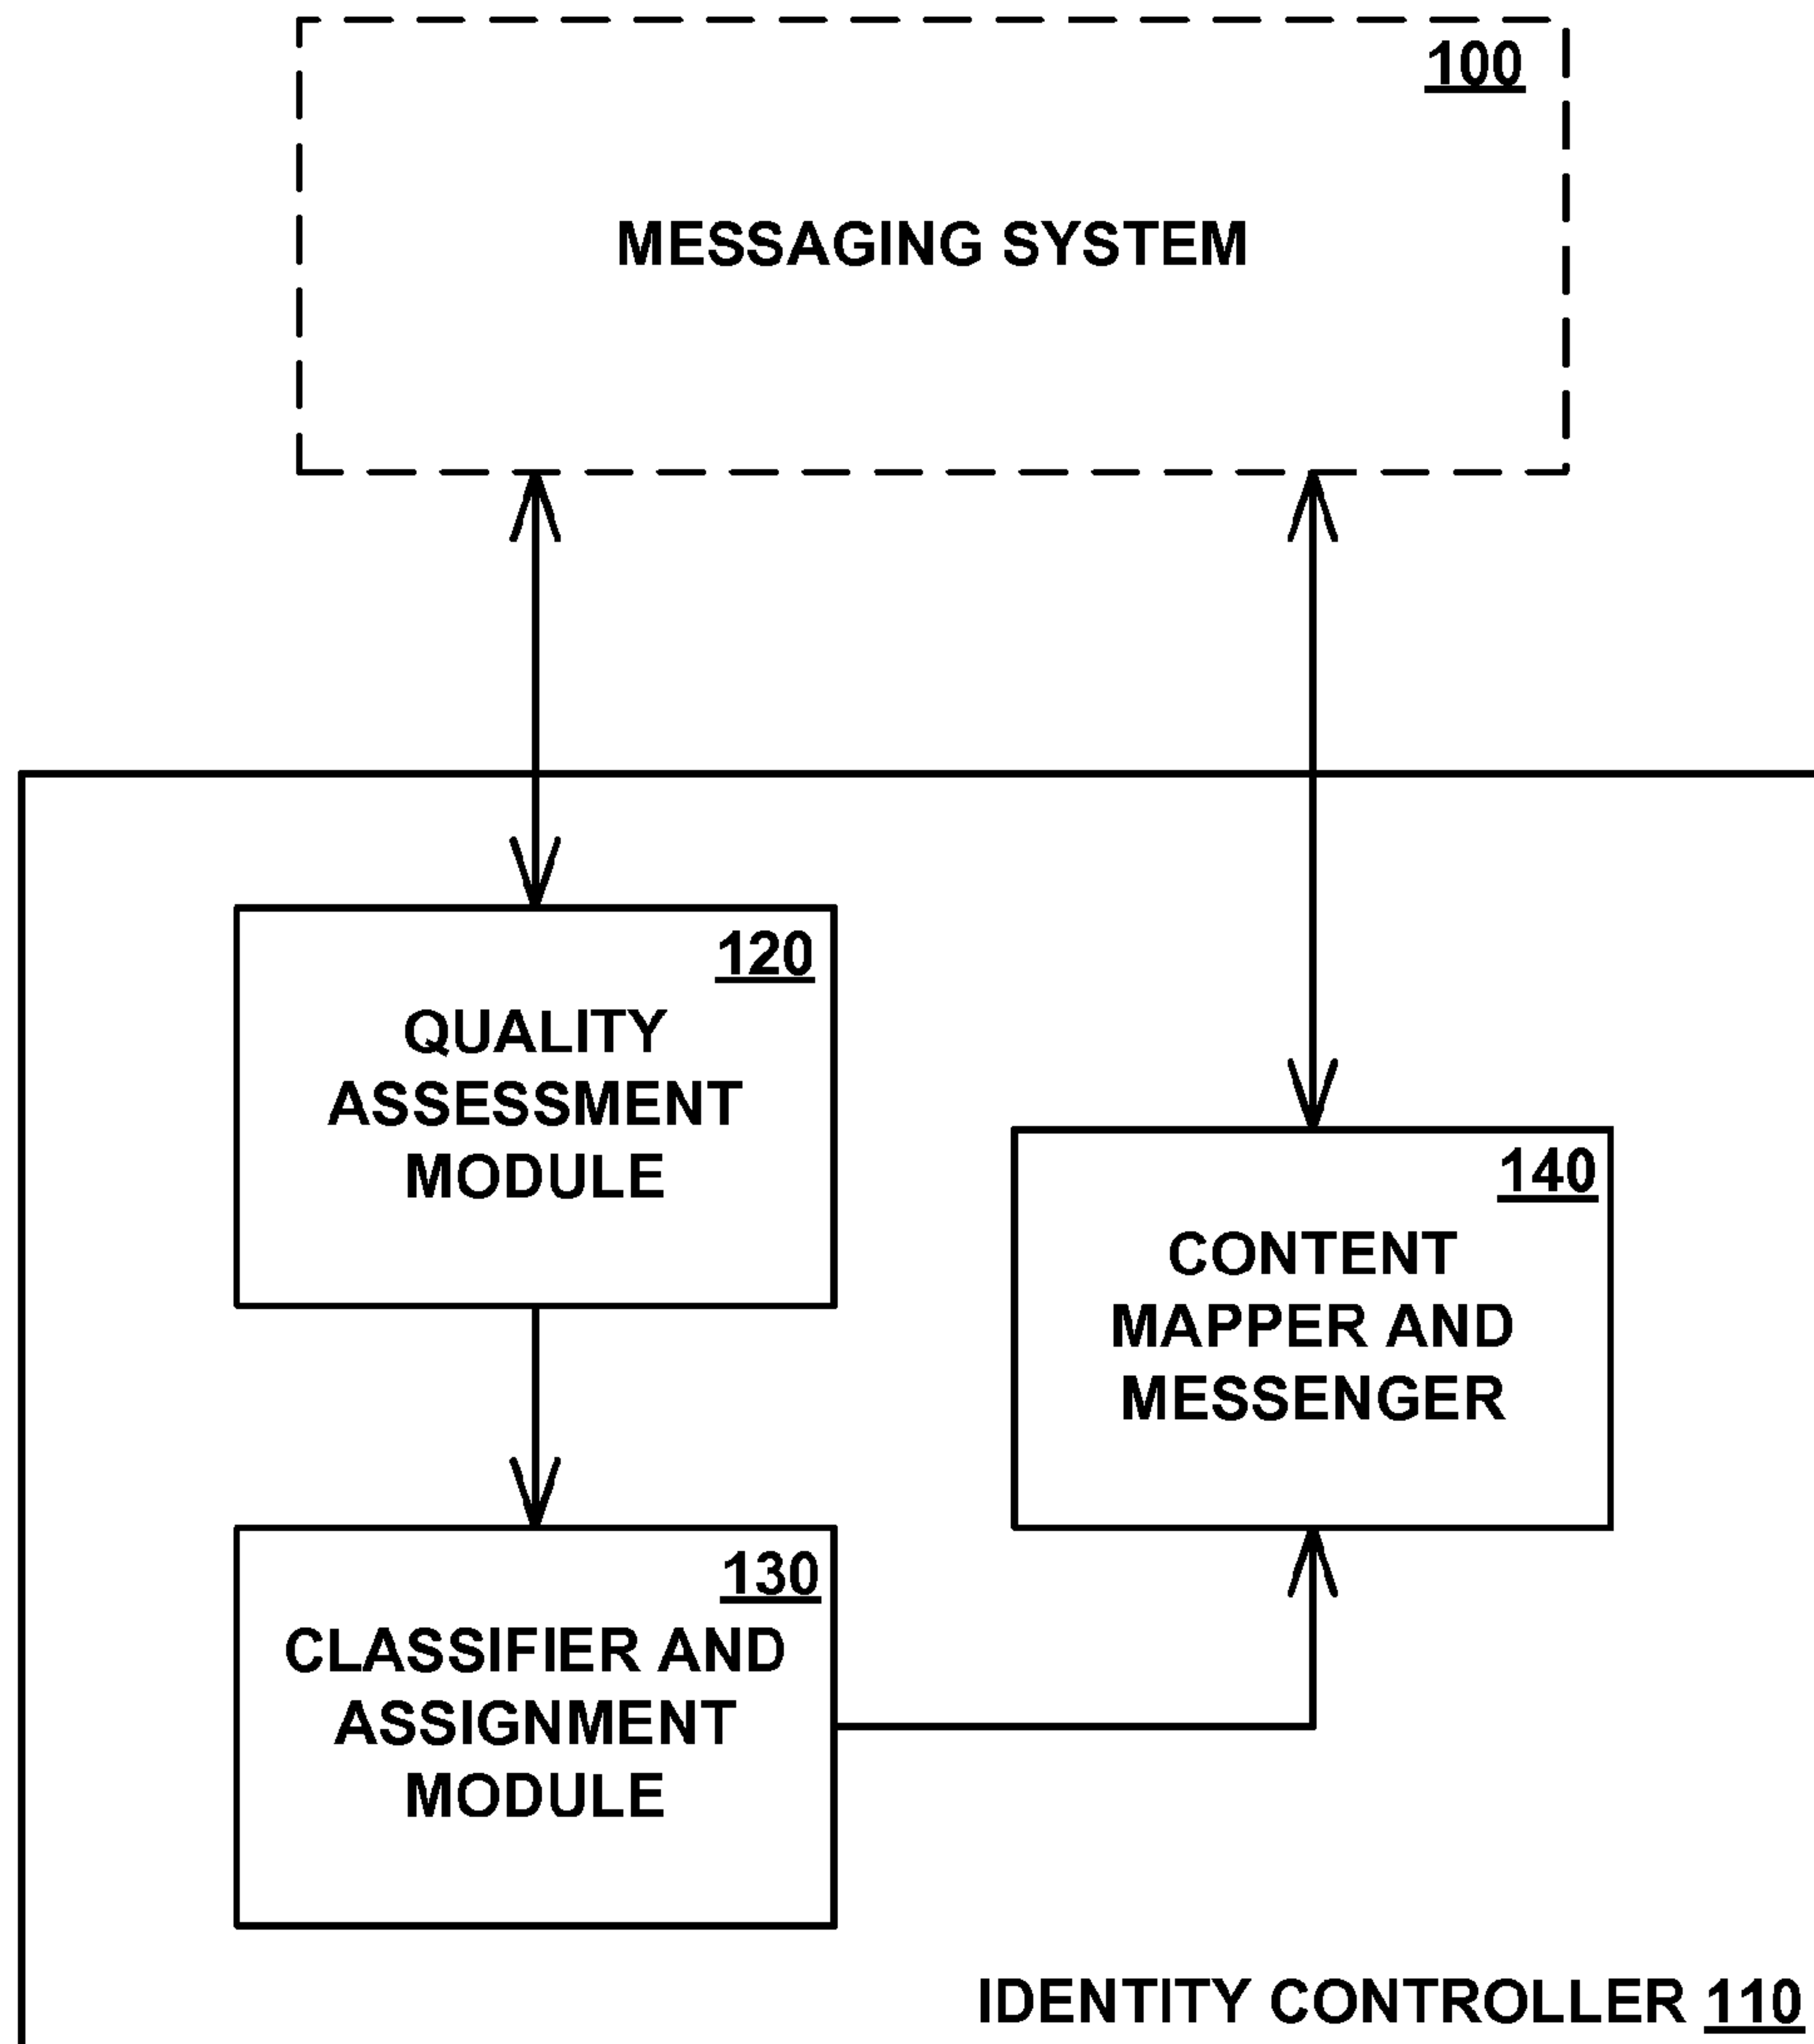 100
MESSAGING SYSTEM
120
QUALITY
ASSESSMENT
MODULE
140
CONTENT
MAPPER AND
MESSENGER
130
CLASSIFIER AND
ASSIGNMENT
MODULE
IDENTITY CONTROLLER 110